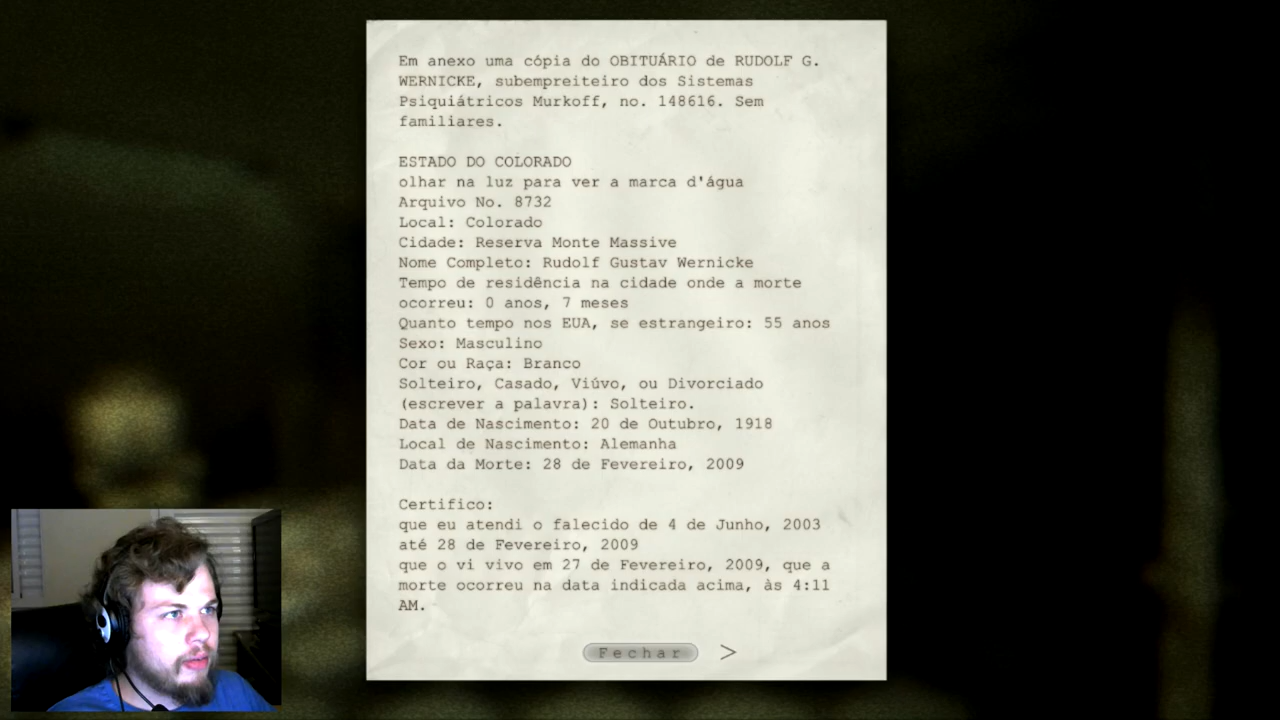 Em anexo uma cópia do OBITUÁRIO de RUDOLF G.
WERNICKE, subempreiteiro dos Sistemas
Psiquiátricos Murkoff, no. 148616. Sem
familiares.
ESTADO DO COLORADO
olhar na luz para ver a marca d'água
Arquivo No. 8732
Local: Colorado
Cidade: Reserva Monte Massive
Nome Completo: Rudolf Gustav Wernicke
Tempo de residência na cidade onde a morte
ocorreu: 0 anos, 7 meses
Quanto tempo nos EUA, se estrangeiro: 55 anos
Sexo: Masculino
Cor ou Raça: Branco
Solteiro, Casado, Viúvo, ou Divorciado
(escrever a palavra): Solteiro.
Data de Nascimento: 20 de Outubro, 1918
Local de Nascimento: Alemanha
Data da Morte: 28 de Fevereiro, 2009
Certifico:
que eu atendi o falecido de 4 de Junho, 2003
até 28 de Fevereiro, 2009
que o vi vivo em 27 de Fevereiro, 2009, que a
morte ocorreu na data indicada acima, às 4:11
AM.
Fechar >